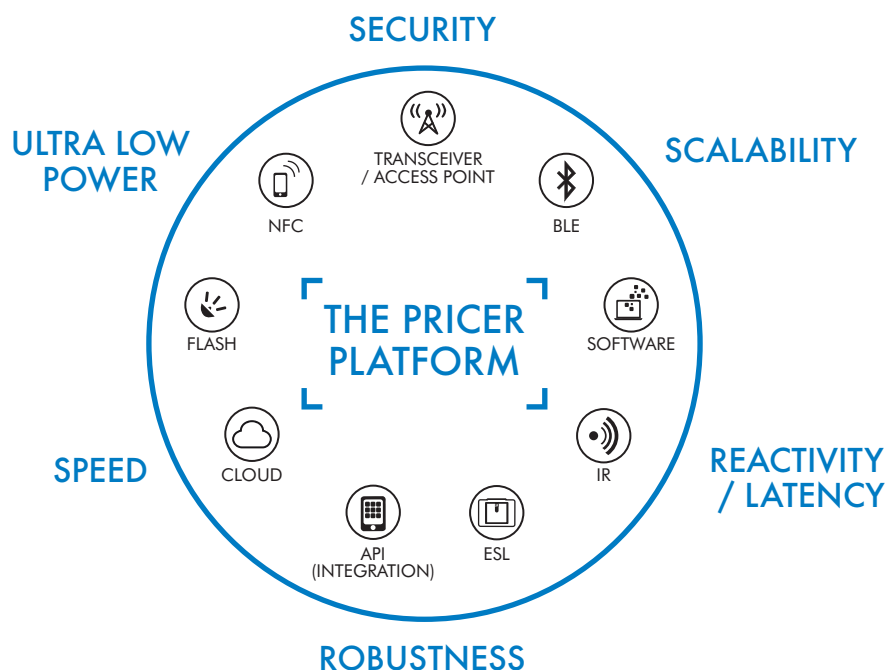 SECURITY
ULTRA LOW
POWER
SCALABILITY
TRANSCEIVER
/ ACCESS POINT
NFC
BLE
THE PRICER
PLATFORM
FLASH
SOFTWARE
SPEED
CLOUD
IR
REACTIVITY
/ LATENCY
API
(INTEGRATION)
ESL
ROBUSTNESS